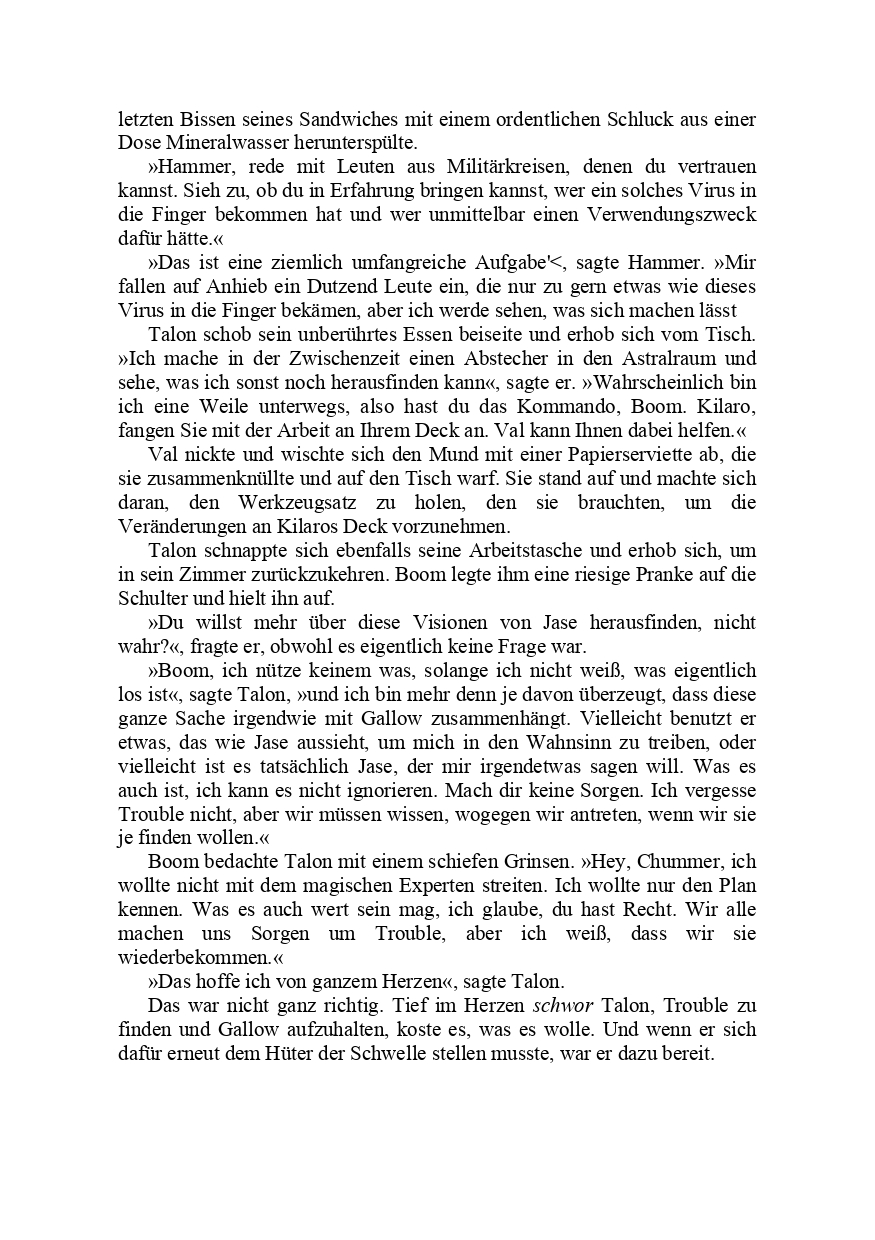 letzten Bissen seines Sandwiches mit einem ordentlichen Schluck aus einer
Dose Mineralwasser herunterspülte.
»Hammer, rede mit Leuten aus Militärkreisen, denen du vertrauen
kannst. Sieh zu, ob du in Erfahrung bringen kannst, wer ein solches Virus in
die Finger bekommen hat und wer unmittelbar einen Verwendungszweck
dafür hätte.«
»Das ist eine ziemlich umfangreiche Aufgabe'<, sagte Hammer. »Mir
fallen auf Anhieb ein Dutzend Leute ein, die nur zu gern etwas wie dieses
Virus in die Finger bekämen, aber ich werde sehen, was sich machen lässt
Talon schob sein unberührtes Essen beiseite und erhob sich vom Tisch.
»Ich mache in der Zwischenzeit einen Abstecher in den Astralraum und
sehe, was ich sonst noch herausfinden kann«, sagte er. »Wahrscheinlich bin
ich eine Weile unterwegs, also hast du das Kommando, Boom. Kilaro,
fangen Sie mit der Arbeit an Ihrem Deck an. Val kann Ihnen dabei helfen.«
Val nickte und wischte sich den Mund mit einer Papierserviette ab, die
sie zusammenknüllte und auf den Tisch warf. Sie stand auf und machte sich
daran, den Werkzeugsatz zu holen, den sie brauchten, um die
Veränderungen an Kilaros Deck vorzunehmen.
Talon schnappte sich ebenfalls seine Arbeitstasche und erhob sich, um
in sein Zimmer zurückzukehren. Boom legte ihm eine riesige Pranke auf die
Schulter und hielt ihn auf.
»Du willst mehr über diese Visionen von Jase herausfinden, nicht
wahr?«, fragte er, obwohl es eigentlich keine Frage war.
»Boom, ich nütze keinem was, solange ich nicht weiß, was eigentlich
los ist«, sagte Talon, »und ich bin mehr denn je davon überzeugt, dass diese
ganze Sache irgendwie mit Gallow zusammenhängt. Vielleicht benutzt er
etwas, das wie Jase aussieht, um mich in den Wahnsinn zu treiben, oder
vielleicht ist es tatsächlich Jase, der mir irgendetwas sagen will. Was es
auch ist, ich kann es nicht ignorieren. Mach dir keine Sorgen. Ich vergesse
Trouble nicht, aber wir müssen wissen, wogegen wir antreten, wenn wir sie
je finden wollen.«
Boom bedachte Talon mit einem schiefen Grinsen. »Hey, Chummer, ich
wollte nicht mit dem magischen Experten streiten. Ich wollte nur den Plan
kennen. Was es auch wert sein mag, ich glaube, du hast Recht. Wir alle
machen uns Sorgen um Trouble, aber ich weiß, dass wir sie
wiederbekommen.«
»Das hoffe ich von ganzem Herzen«, sagte Talon.
Das war nicht ganz richtig. Tief im Herzen schwor Talon, Trouble zu
finden und Gallow aufzuhalten, koste es, was es wolle. Und wenn er sich
dafür erneut dem Hüter der Schwelle stellen musste, war er dazu bereit.